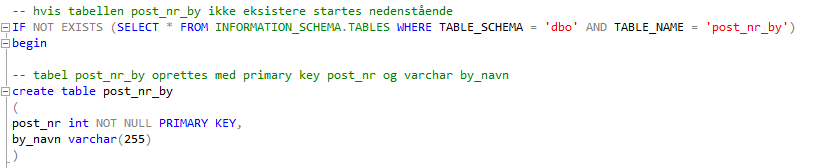 -- hvis tabellen post_nr_by ikke eksistere startes nedenstående
IF NOT EXISTS (SELECT * FROM INFORMATION_SCHEMA.TABLES WHERE TABLE_SCHEMA = 'dbo' AND TABLE_NAME = 'post_nr_by')
begin
-- tabel post_nr_by oprettes med primary key post_nr og varchar by_navn
create table post_nr_by
(
post_nr int NOT NULL PRIMARY KEY,
by_navn varchar(255)
)